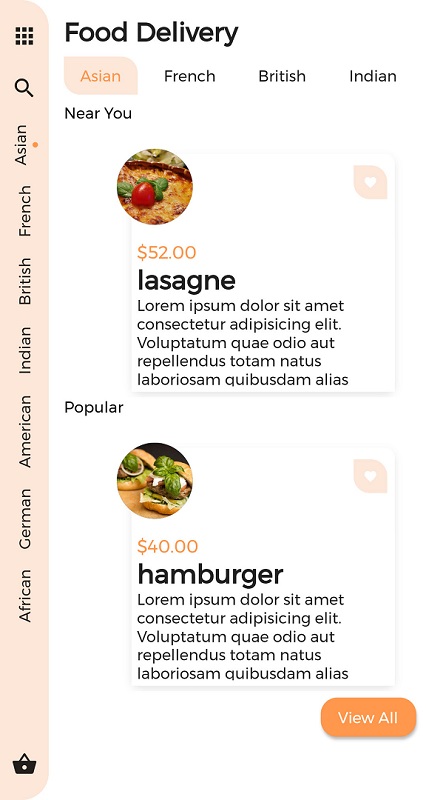 Food Delivery
Asian French British Indian
Near You
$52.00
lasagne
Lorem ipsum dolor sit amet
consectetur adipisicing elit.
Voluptatum quae odio aut
repellendus totam natus
laboriosam quibusdam alias
Popular
$40.00
hamburger
Lorem ipsum dolor sit amet
consectetur adipisicing elit.
Voluptatum quae odio aut
repellendus totam natus
laboriosam quibusdam alias
View All
Asian
French
British
Indian
American
German
African